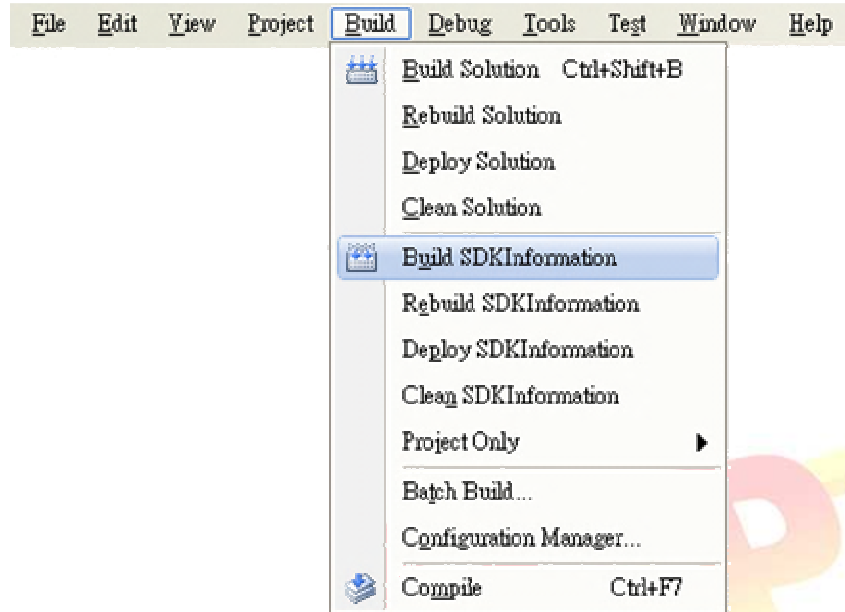 File Edit View Project Build Debug Tools Test Window Help
Build Solution Ctrl+Shift+B
Rebuild Solution
Deploy Solution
Clean Solution
Build SDKInformation
Rebuild SDKInformation
Deploy SDKInformation
Clean SDKInformation
Project Only
Batch Build...
Configuration Manager...
Compile Ctrl+F7